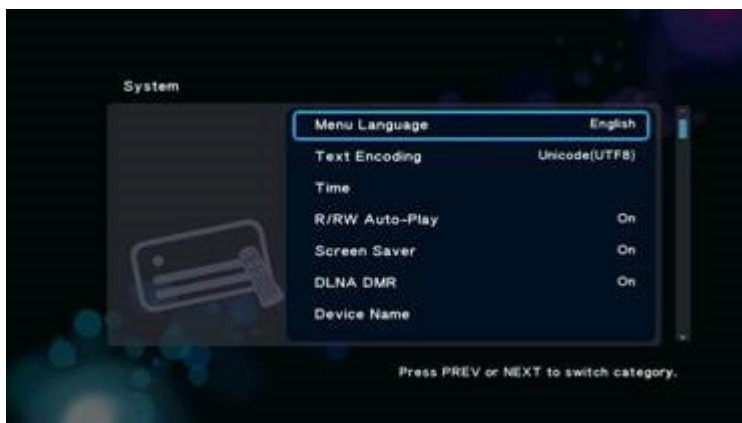 System
Menu Language English
Text Encoding Unicode(UTF8)
Time
R/RW Auto-Play On
Screen Saver On
DLNA DMR On
Device Name
Press PREV or NEXT to switch category.